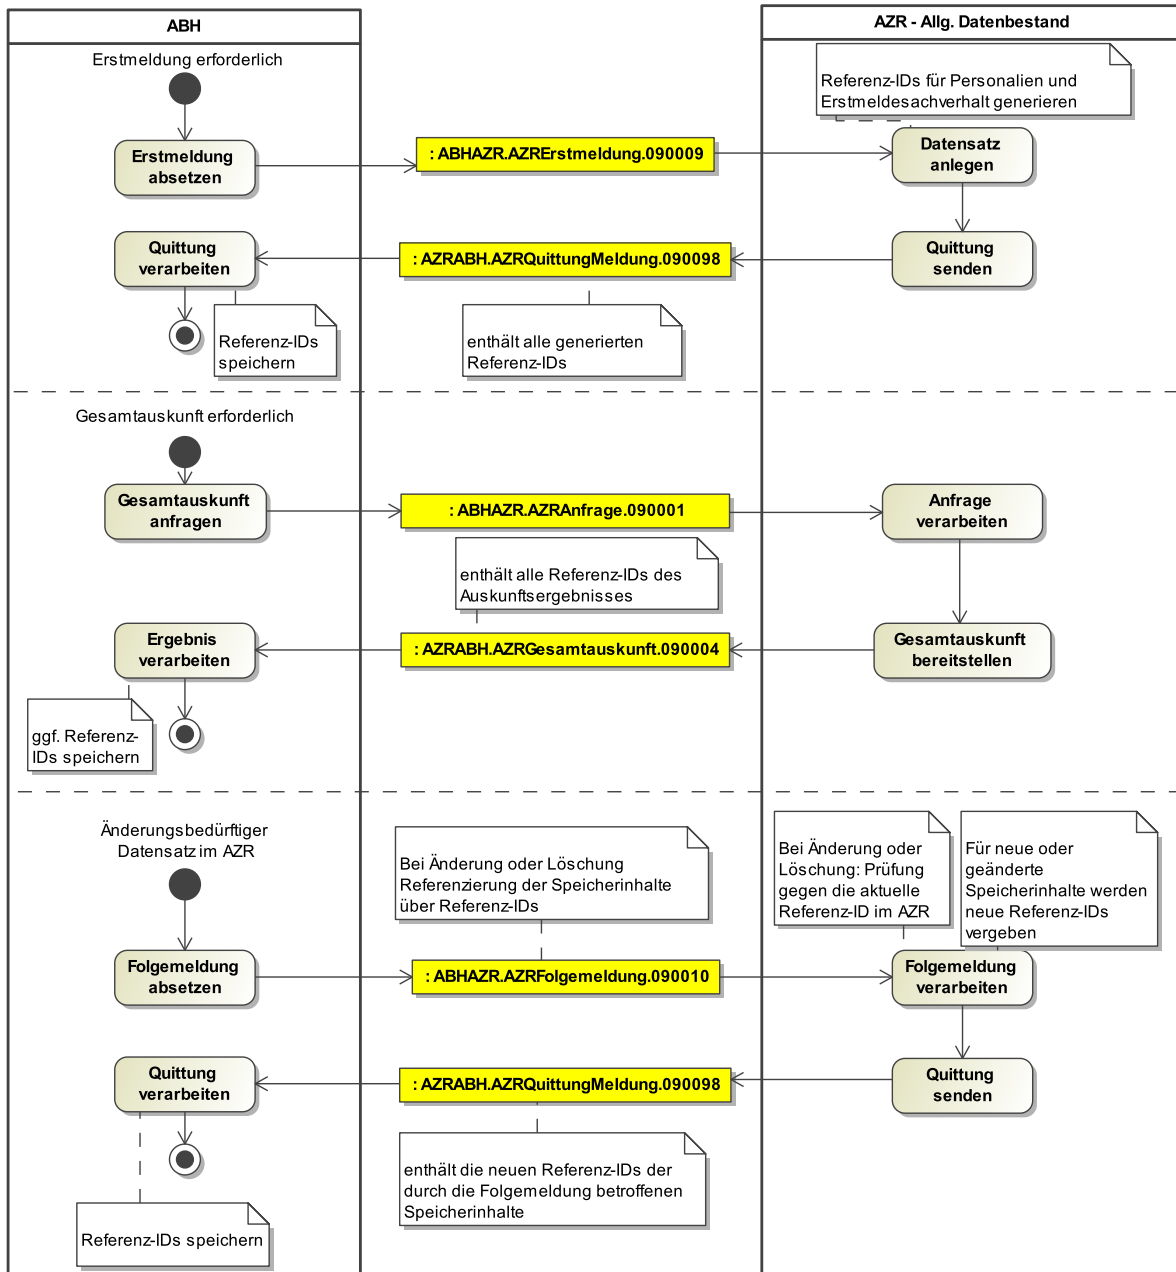 ABH
AZR - Allg. Datenbestand
Erstmeldung erforderlich
Referenz-IDs für Personalien und
Erstmeldesachverhalt generieren
Erstmeldung
absetzen
: ABHAZR.AZRErstmeldung.090009
Datensatz
anlegen
Quittung
verarbeiten
: AZRABH.AZRQuittungMeldung.090098
Quittung
senden
Referenz-IDs
speichern
enthält alle generierten
Referenz-IDs
Gesamtauskunft erforderlich
Gesamtauskunft
anfragen
: ABHAZR.AZRAnfrage.090001
Anfrage
verarbeiten
enthält alle Referenz-IDs des
Auskunftsergebnisses
Ergebnis
verarbeiten
: AZRABH.AZRGesamtauskunft.090004
Gesamtauskunft
bereitstellen
ggf. Referenz-
IDs speichern
Änderungsbedürftiger
Datensatz im AZR
Bei Änderung oder Löschung
Referenzierung der Speicherinhalte
über Referenz-IDs
Bei Änderung oder
Löschung: Prüfung
gegen die aktuelle
Referenz-ID im AZR
Für neue oder
geänderte
Speicherinhalte werden
neue Referenz-IDs
vergeben
Folgemeldung
absetzen
: ABHAZR.AZRFolgemeldung.090010
Folgemeldung
verarbeiten
Quittung
verarbeiten
: AZRABH.AZRQuittungMeldung.090098
Quittung
senden
enthält die neuen Referenz-IDs der
durch die Folgemeldung betroffenen
Speicherinhalte
Referenz-IDs speichern